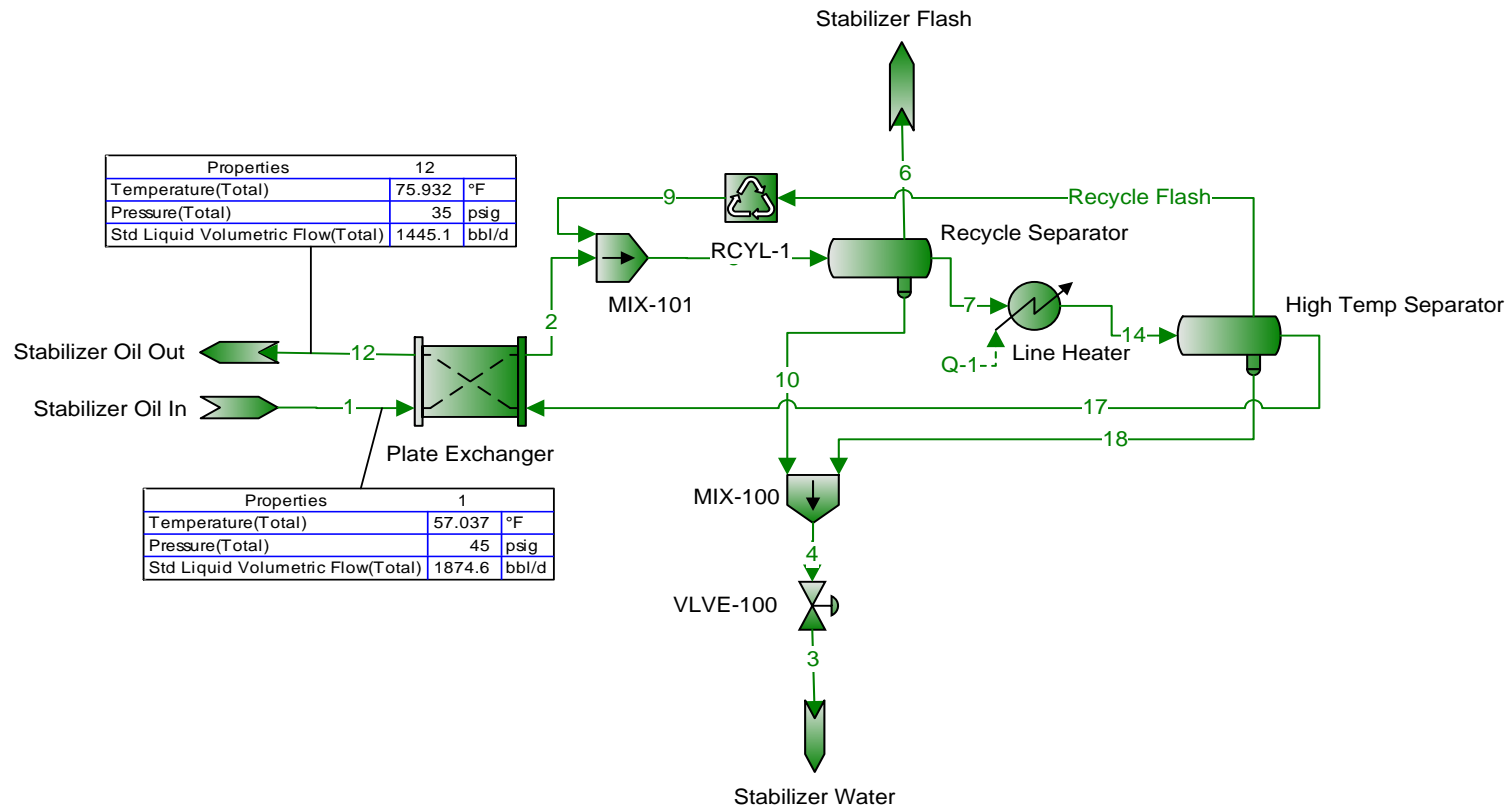 Stabilizer Flash
Properties 12
Temperature(Total) 75.932 °F
Pressure(Total) 35 psig
Std Liquid Volumetric Flow(Total) 1445.1 bbl/d
6
9
Recycle Flash
RCYL-1
Recycle Separator
MIX-101
7
High Temp Separator
2
14
Line Heater
Stabilizer Oil Out
12
Q-1
10
Stabilizer Oil In
1
17
Plate Exchanger
18
MIX-100
Properties 1
Temperature(Total) 57.037 °F
Pressure(Total) 45 psig
Std Liquid Volumetric Flow(Total) 1874.6 bbl/d
4
VLVE-100
3
Stabilizer Water